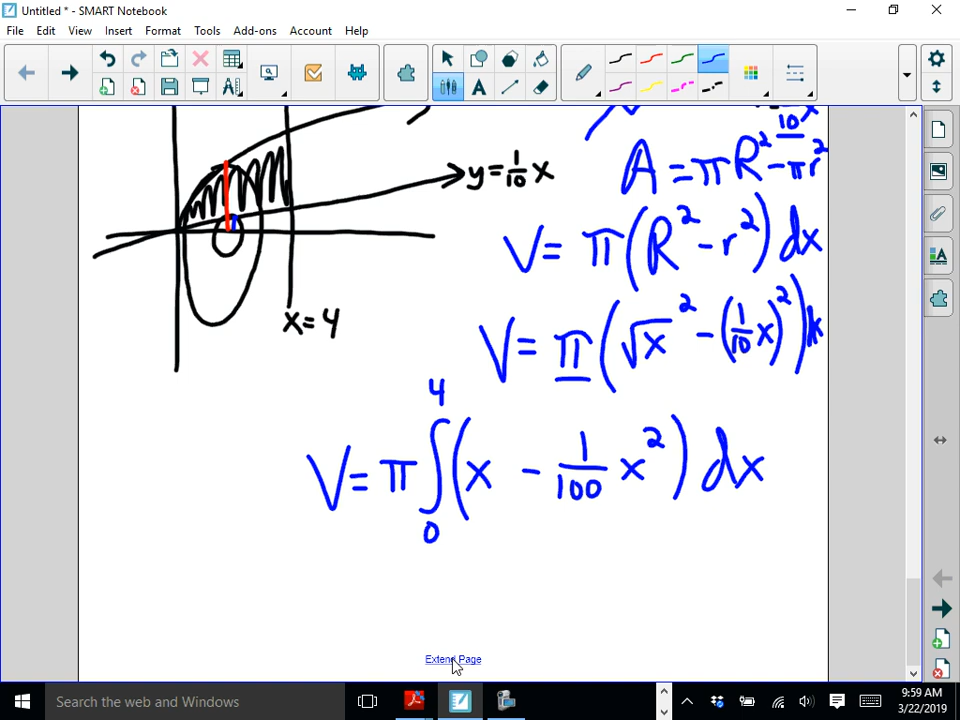 Untitled * - SMART Notebook
File Edit View Insert Format Tools Add-ons Account Help
10x
A = πR² - πr²
y = 1/10 x
V = π(R² - r²) dx
x = 4
V = π(√x² - (1/10 x)²)
V = π ∫₀⁴ (x - 1/100 x²) dx
Extend Page
Search the web and Windows
9:59 AM
3/22/2019